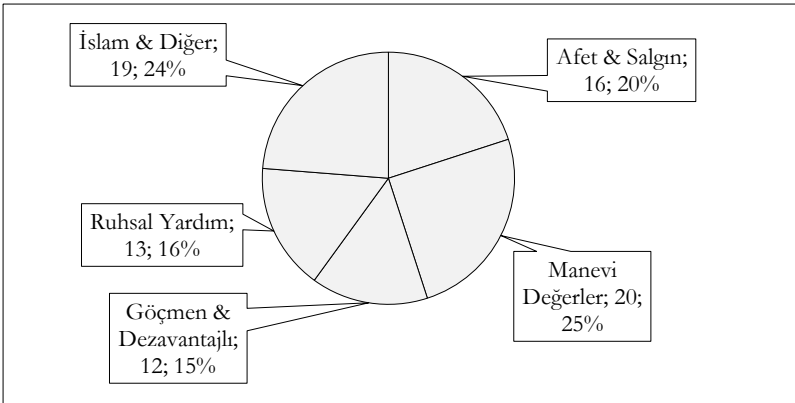 İslam & Diğer;
19; 24%
Afet & Salgın;
16; 20%
Ruhsal Yardım;
13; 16%
Manevi
Değerler; 20;
25%
Göçmen &
Dezavantajlı;
12; 15%